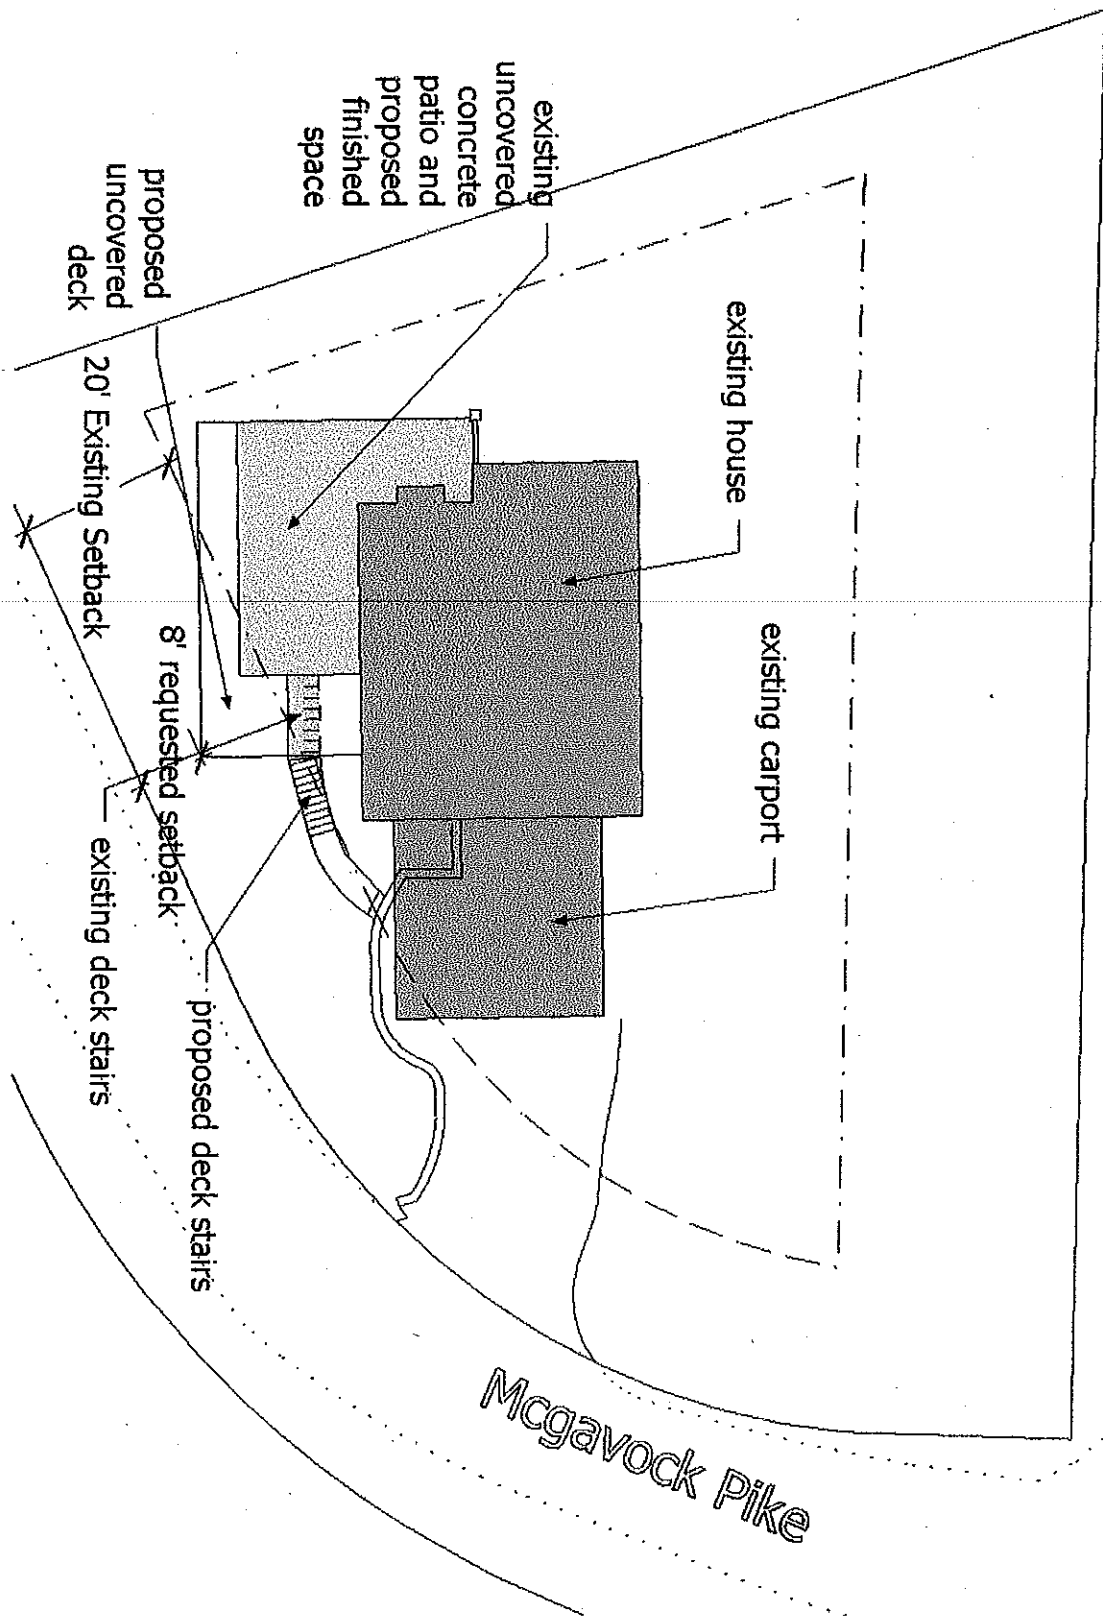 existing
uncovered
concrete
patio and
proposed
finished
space
proposed
uncovered
deck
20' Existing Setback
8' requested setback
existing deck stairs
proposed deck stairs
existing house
existing carport
Mcgavock Pike